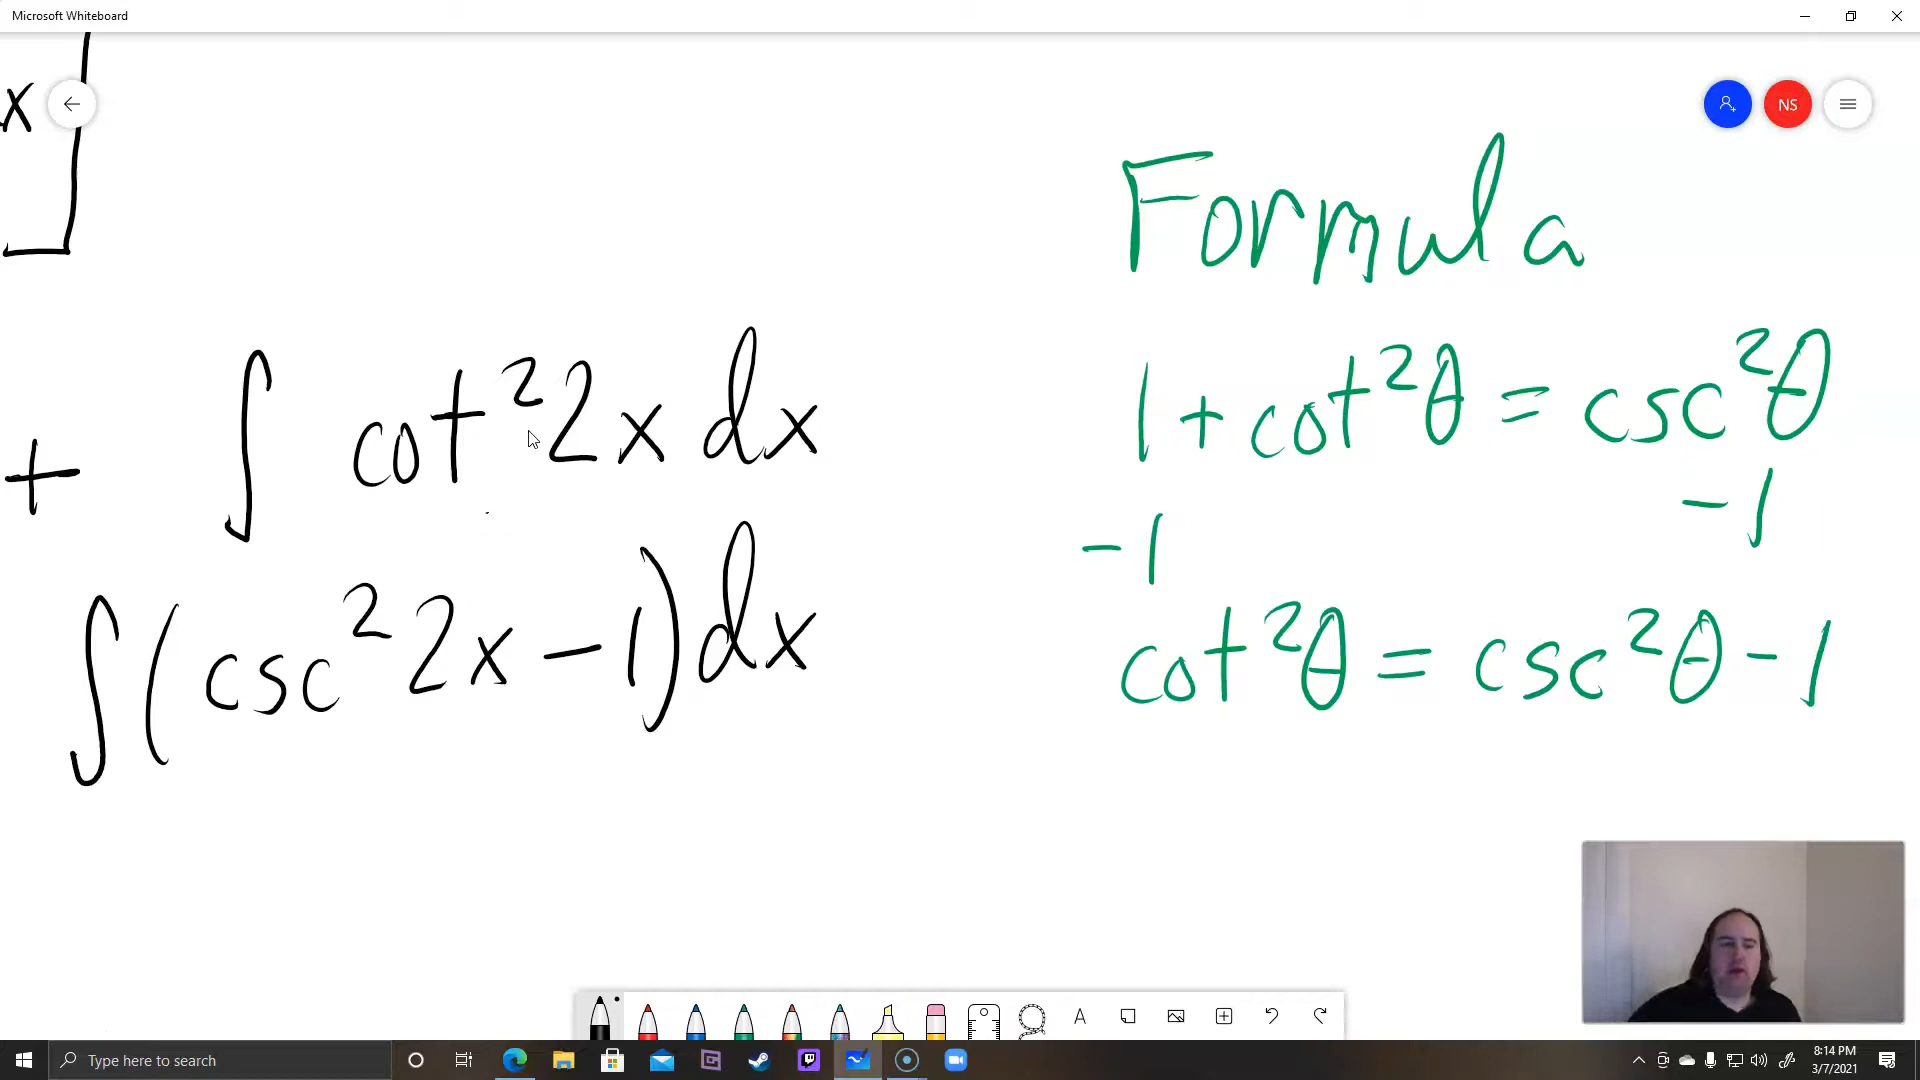 Microsoft Whiteboard
x
NS
Formula
∫ cot²2x dx
+
1 + cot²θ = csc²θ
-1
-1
∫(csc²2x - 1)dx
cot²θ = csc²θ - 1
A
Type here to search
8:14 PM
3/7/2021